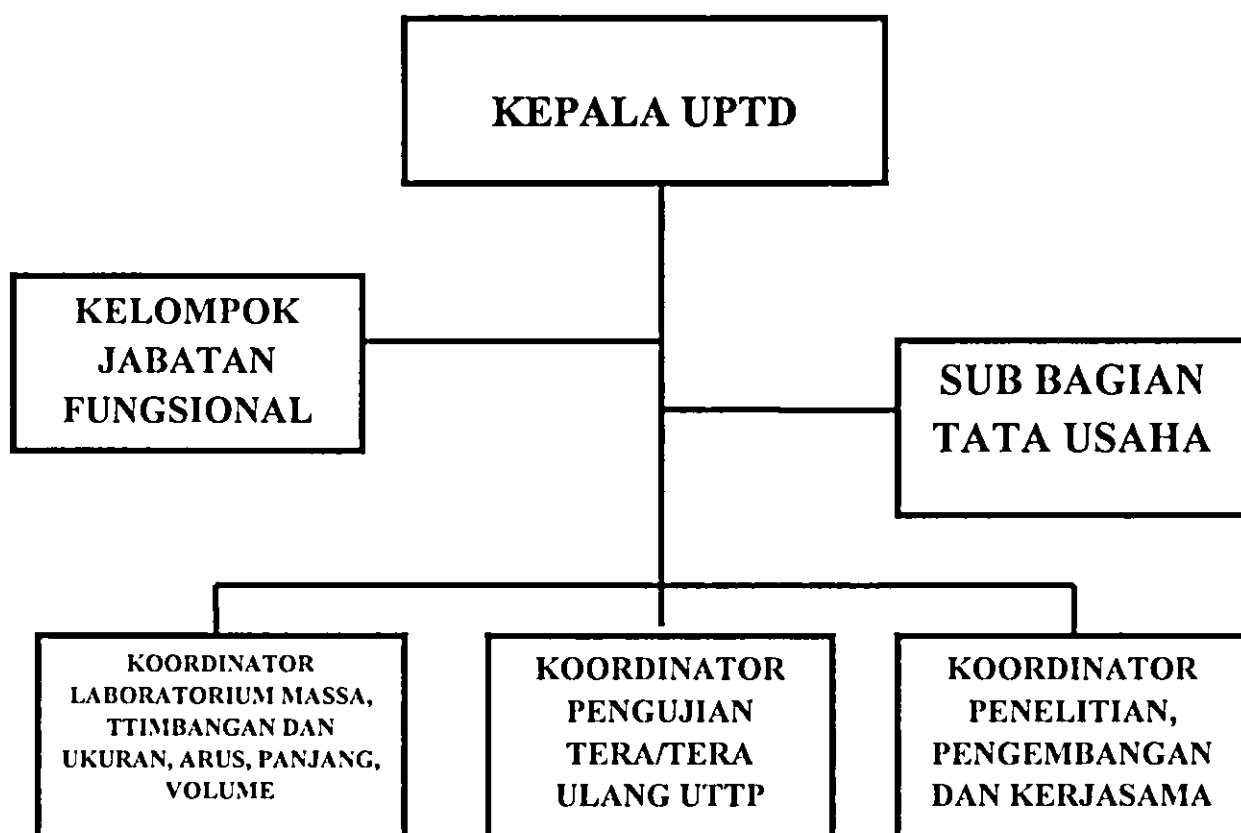 KEPALA UPTD
KELOMPOK
JABATAN
FUNGSIONAL
SUB BAGIAN
TATA USAHA
KOORDINATOR
LABORATORIUM MASSA,
TTIMBANGAN DAN
UKURAN, ARUS, PANJANG,
VOLUME
KOORDINATOR
PENGUJIAN
TERA/TERA
ULANG UTTP
KOORDINATOR
PENELITIAN,
PENGEMBANGAN
DAN KERJASAMA